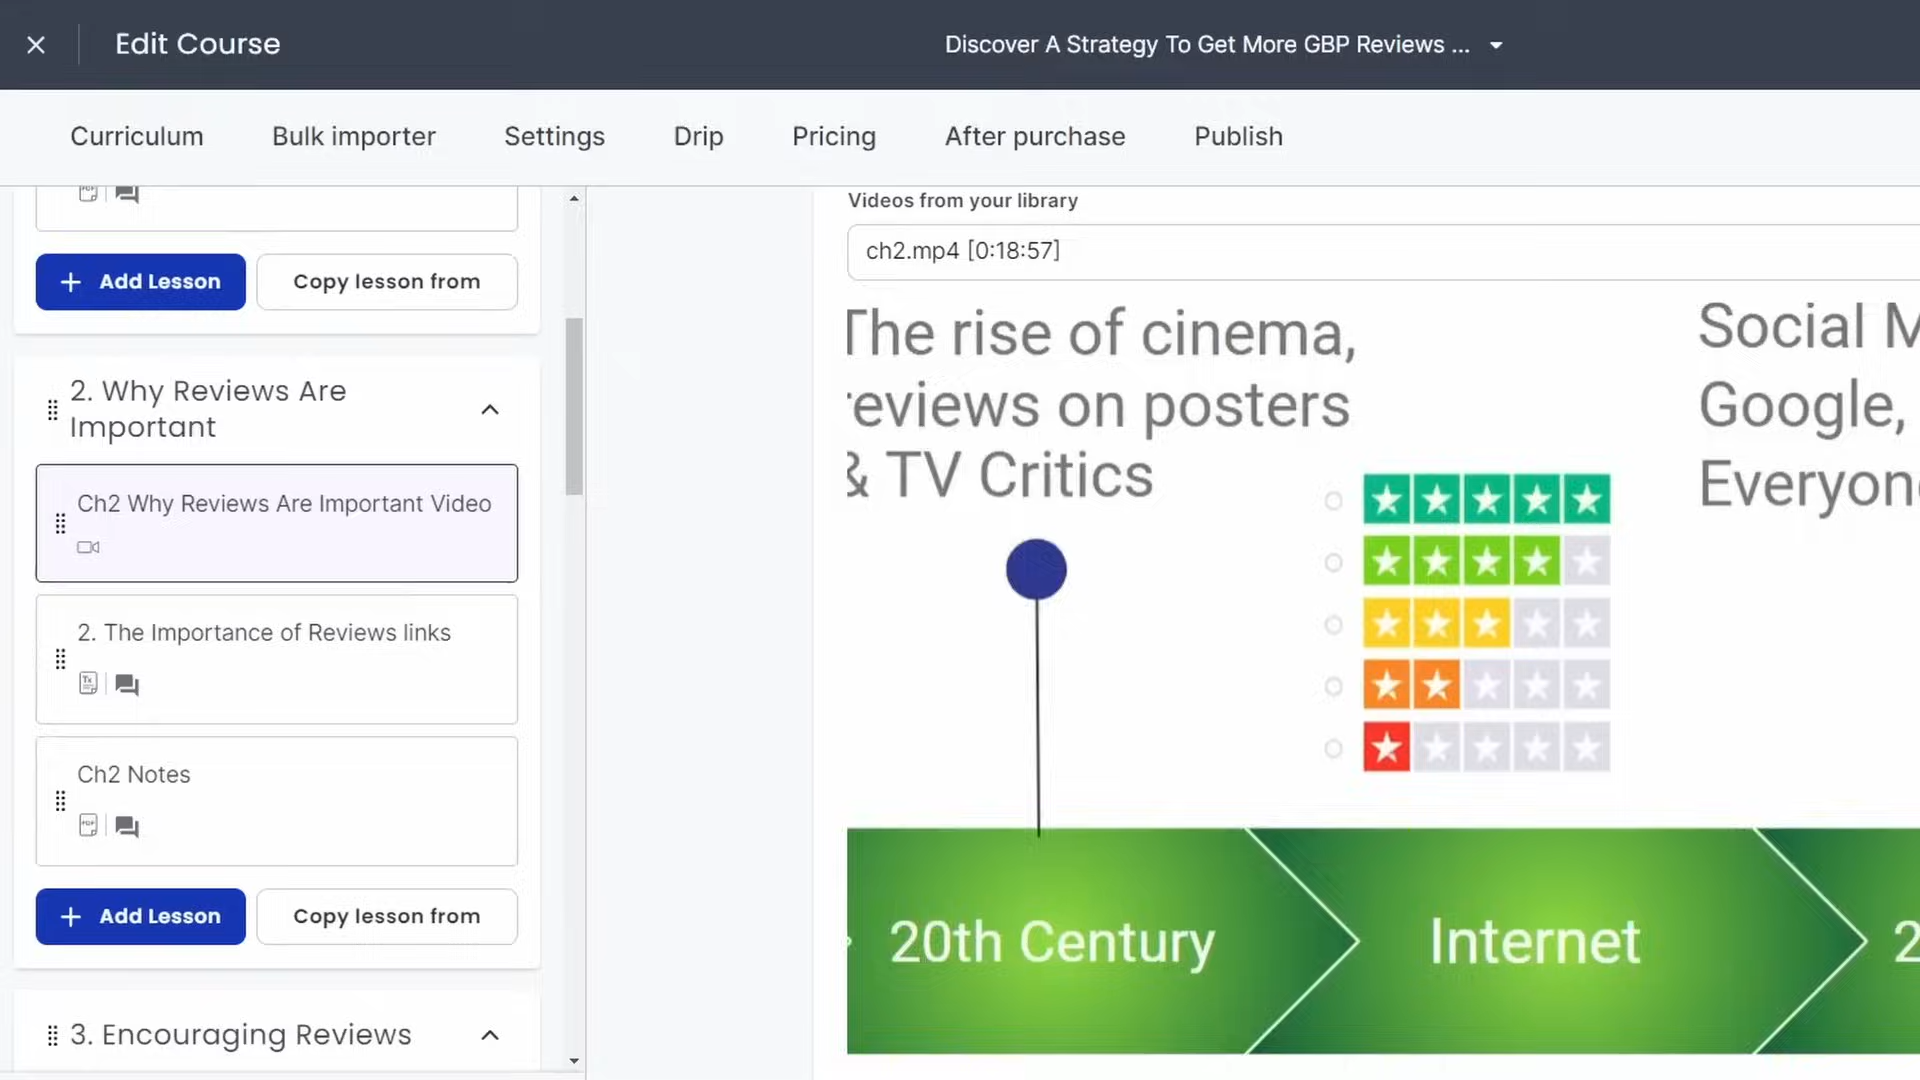 Edit Course
Discover A Strategy To Get More GBP Reviews ...
Curriculum
Bulk importer
Settings
Drip
Pricing
After purchase
Publish
Add Lesson
Copy lesson from
2. Why Reviews Are
Important
Ch2 Why Reviews Are Important Video
2. The Importance of Reviews links
Ch2 Notes
Add Lesson
Copy lesson from
3. Encouraging Reviews
Videos from your library
ch2.mp4 [0:18:57]
The rise of cinema,
reviews on posters
& TV Critics
Social M
Google,
Everyon
20th Century
Internet
2